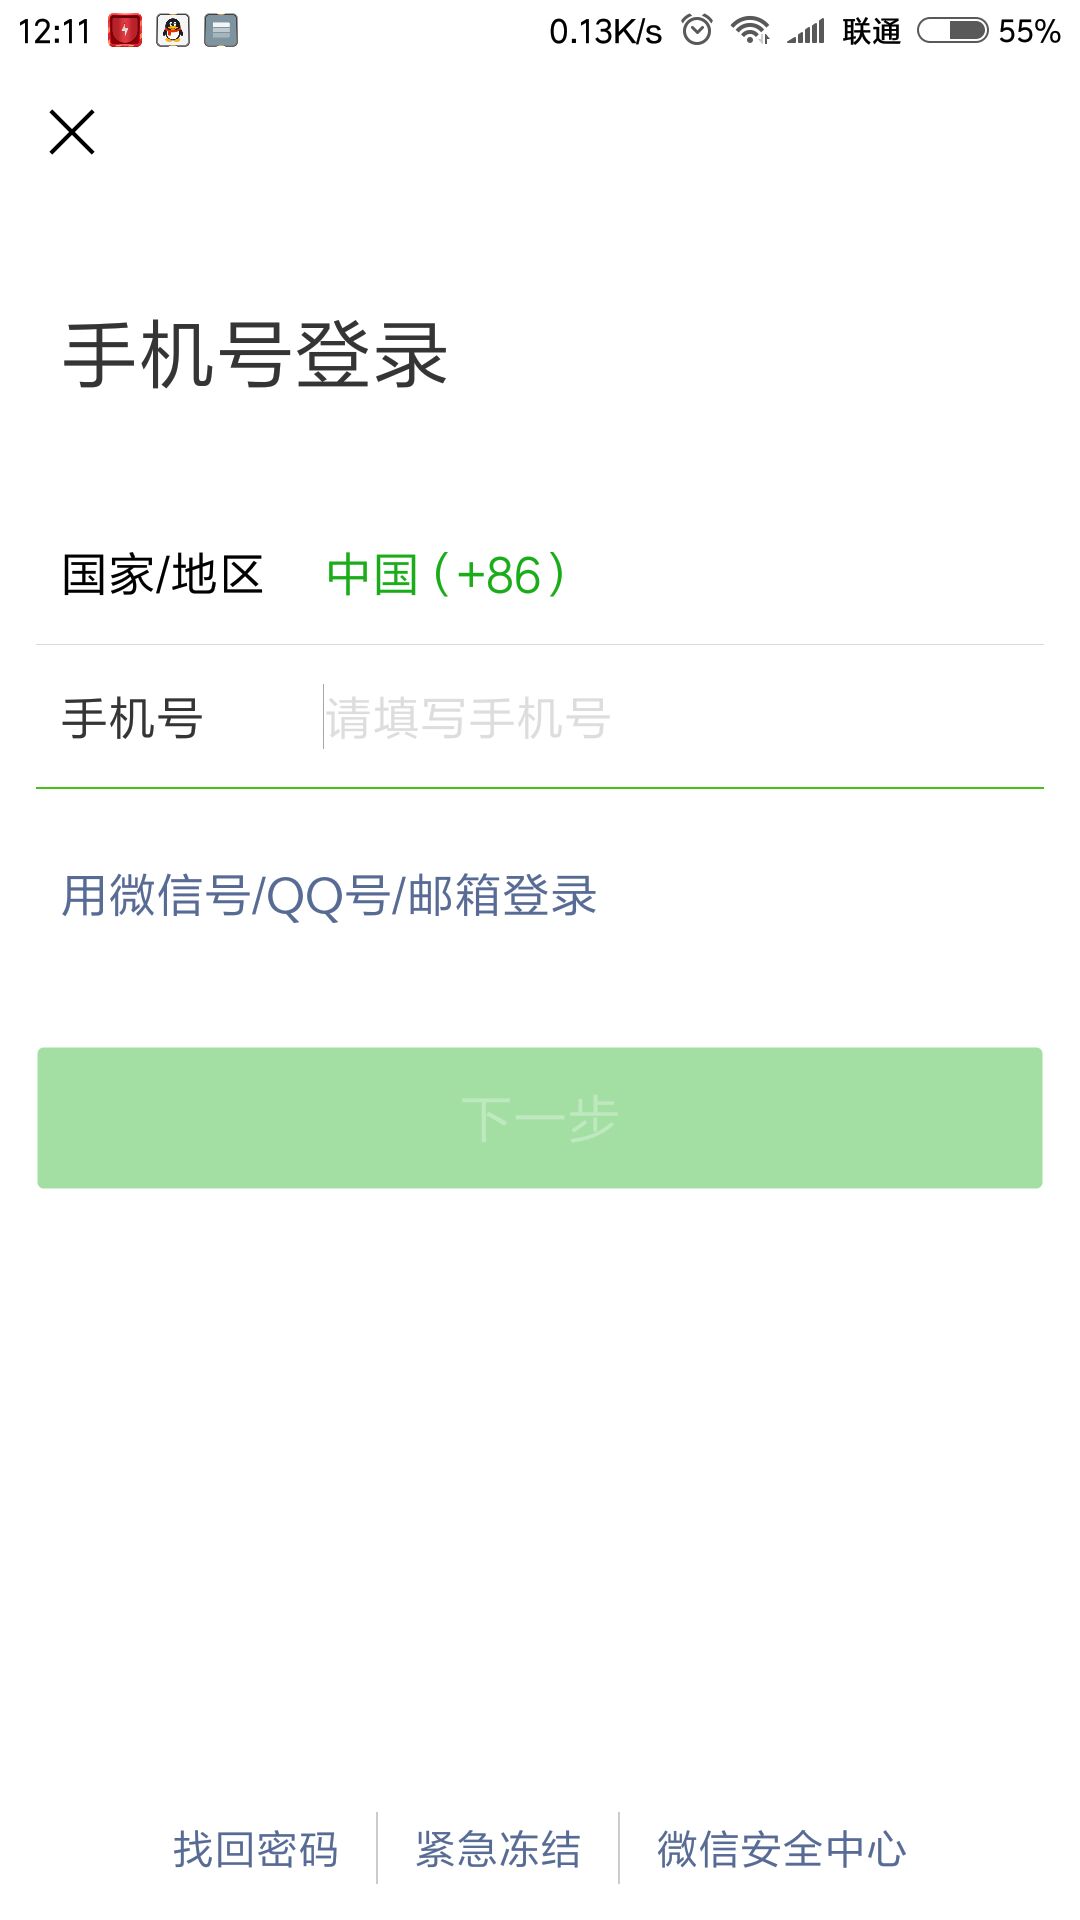 12:11 0.13K/s 联通 55%
手机号登录
国家/地区 中国（+86）
手机号 请填写手机号
用微信号/QQ号/邮箱登录
下一步
找回密码 紧急冻结 微信安全中心